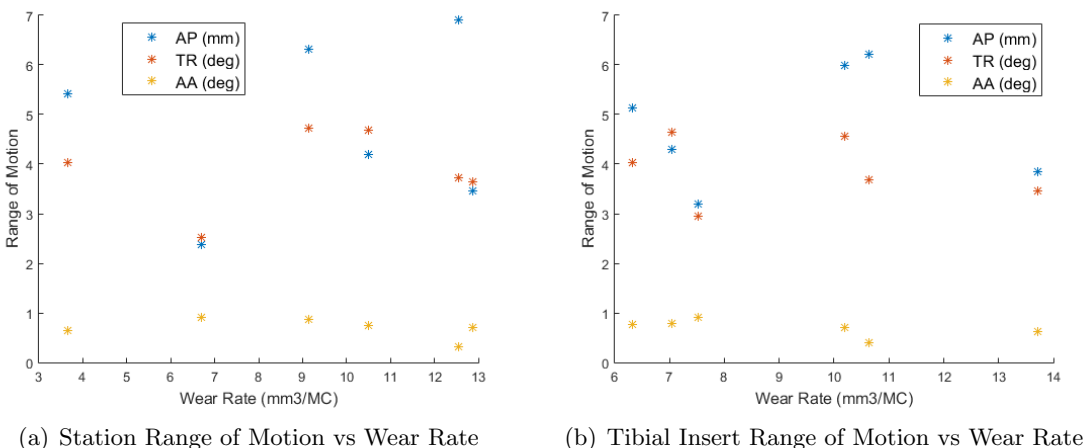 7
6
5
4
3
2
1
0
Range of Motion
AP (mm)
TR (deg)
AA (deg)
3 4 5 6 7 8 9 10 11 12 13
Wear Rate (mm3/MC)
(a) Station Range of Motion vs Wear Rate
7
6
5
4
3
2
1
0
Range of Motion
AP (mm)
TR (deg)
AA (deg)
6 7 8 9 10 11 12 13 14
Wear Rate (mm3/MC)
(b) Tibial Insert Range of Motion vs Wear Rate